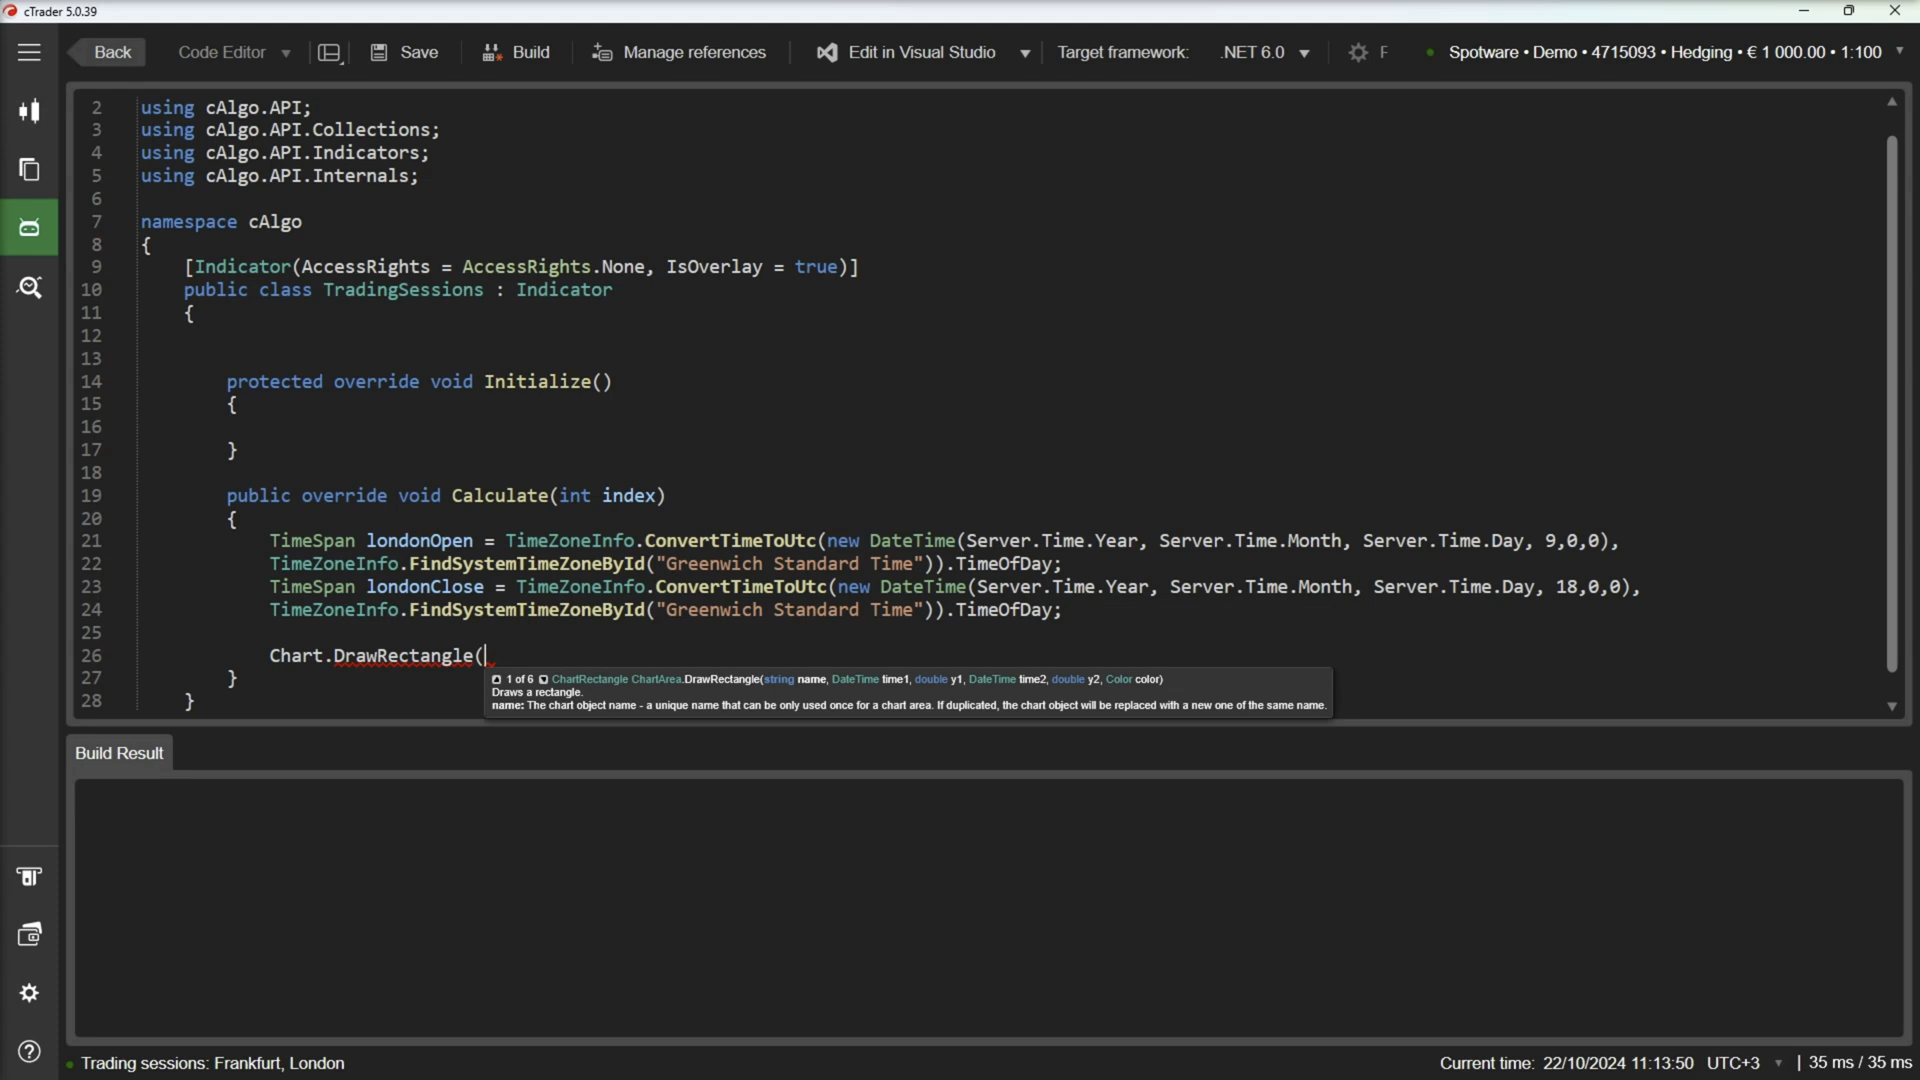 cTrader 5.0.39
Back Code Editor Save Build Manage references Edit in Visual Studio Target framework: .NET 6.0 F Spotware • Demo • 4715093 • Hedging • € 1 000.00 • 1:100
2 using cAlgo.API;
3 using cAlgo.API.Collections;
4 using cAlgo.API.Indicators;
5 using cAlgo.API.Internals;
6
7 namespace cAlgo
8 {
9 [Indicator(AccessRights = AccessRights.None, IsOverlay = true)]
10 public class TradingSessions : Indicator
11 {
12
13
14 protected override void Initialize()
15 {
16
17 }
18
19 public override void Calculate(int index)
20 {
21 TimeSpan londonOpen = TimeZoneInfo.ConvertTimeToUtc(new DateTime(Server.Time.Year, Server.Time.Month, Server.Time.Day, 9,0,0),
22 TimeZoneInfo.FindSystemTimeZoneById("Greenwich Standard Time")).TimeOfDay;
23 TimeSpan londonClose = TimeZoneInfo.ConvertTimeToUtc(new DateTime(Server.Time.Year, Server.Time.Month, Server.Time.Day, 18,0,0),
24 TimeZoneInfo.FindSystemTimeZoneById("Greenwich Standard Time")).TimeOfDay;
25
26 Chart.DrawRectangle(
27 }
28 }
1 of 6 ChartRectangle ChartArea.DrawRectangle(string name, DateTime time1, double y1, DateTime time2, double y2, Color color)
Draws a rectangle.
name: The chart object name - a unique name that can be only used once for a chart area. If duplicated, the chart object will be replaced with a new one of the same name.
Build Result
Trading sessions: Frankfurt, London
Current time: 22/10/2024 11:13:50 UTC+3 | 35 ms / 35 ms